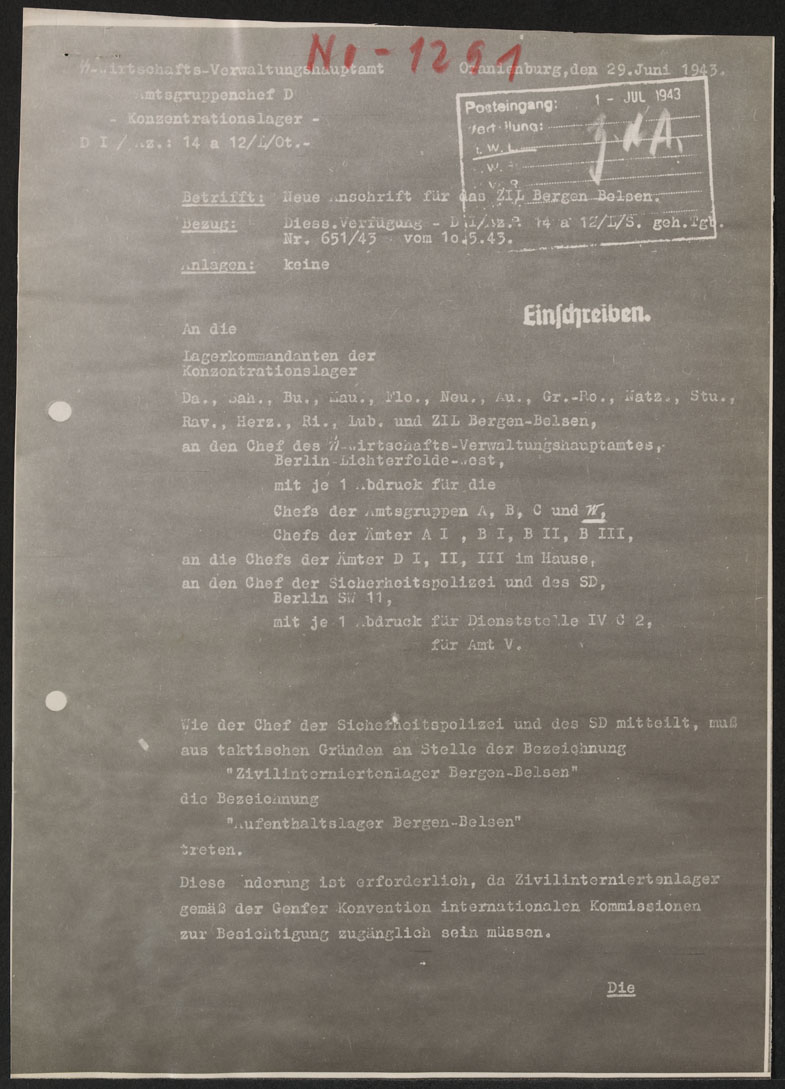 No-1291
SS-Wirtschafts-Verwaltungshauptamt Oranienburg, den 29.Juni 1943.
Amtsgruppenchef D
- Konzentrationslager -
D I / Az.: 14 a 12/L/Ot.-
Posteingang: 1 - JUL 1943
Verteilung:
Betrifft: Neue Anschrift für das ZIL Bergen Belsen.
Bezug: Diess.Verfügung - D I/Az.: 14 a 12/L/S. geh.Tgb.
Nr. 651/43 vom 10.5.43.
Anlagen: keine
Einschreiben.
An die
Lagerkommandanten der
Konzentrationslager
Da., Sah., Bu., Mau., Flo., Neu., Au., Gr.-Ro., Natz., Stu.,
Rav., Herz., Ri., Lub. und ZIL Bergen-Belsen,
an den Chef des SS-Wirtschafts-Verwaltungshauptamtes,
Berlin-Lichterfelde-West,
mit je 1 Abdruck für die
Chefs der Amtsgruppen A, B, C und W,
Chefs der Ämter A I , B I, B II, B III,
an die Chefs der Ämter D I, II, III im Hause,
an den Chef der Sicherheitspolizei und des SD,
Berlin SW 11,
mit je 1 Abdruck für Dienststelle IV C 2,
für Amt V.
Wie der Chef der Sicherheitspolizei und des SD mitteilt, muß
aus taktischen Gründen an Stelle der Bezeichnung
"Zivilinterniertenlager Bergen-Belsen"
die Bezeichnung
"Aufenthaltslager Bergen-Belsen"
treten.
Diese Änderung ist erforderlich, da Zivilinterniertenlager
gemäß der Genfer Konvention internationalen Kommissionen
zur Besichtigung zugänglich sein müssen.
Die